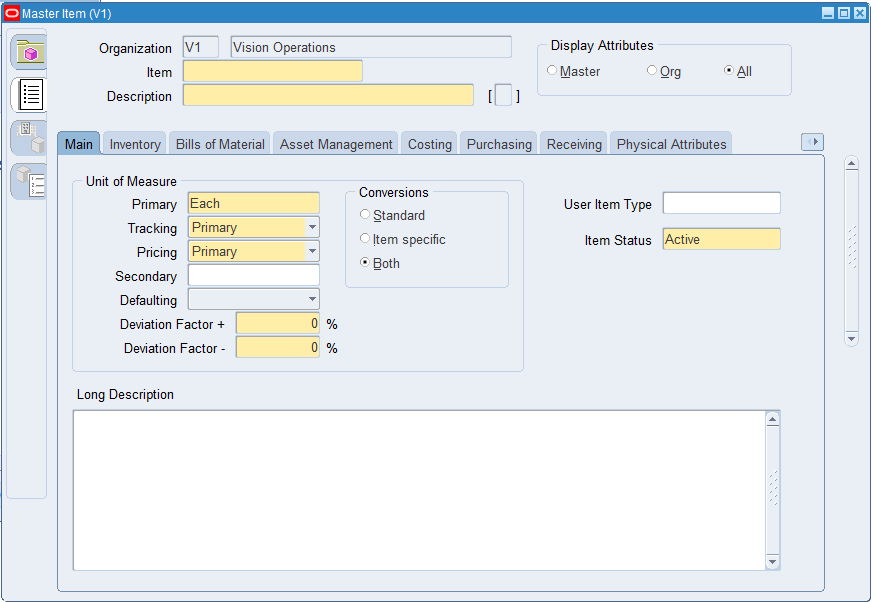 Master Item (V1)
Organization V1 Vision Operations
Item
Description [ ]
Display Attributes
Master Org All
Main Inventory Bills of Material Asset Management Costing Purchasing Receiving Physical Attributes
Unit of Measure
Primary Each
Tracking Primary
Pricing Primary
Secondary
Defaulting
Deviation Factor + 0 %
Deviation Factor - 0 %
Conversions
Standard
Item specific
Both
User Item Type
Item Status Active
Long Description